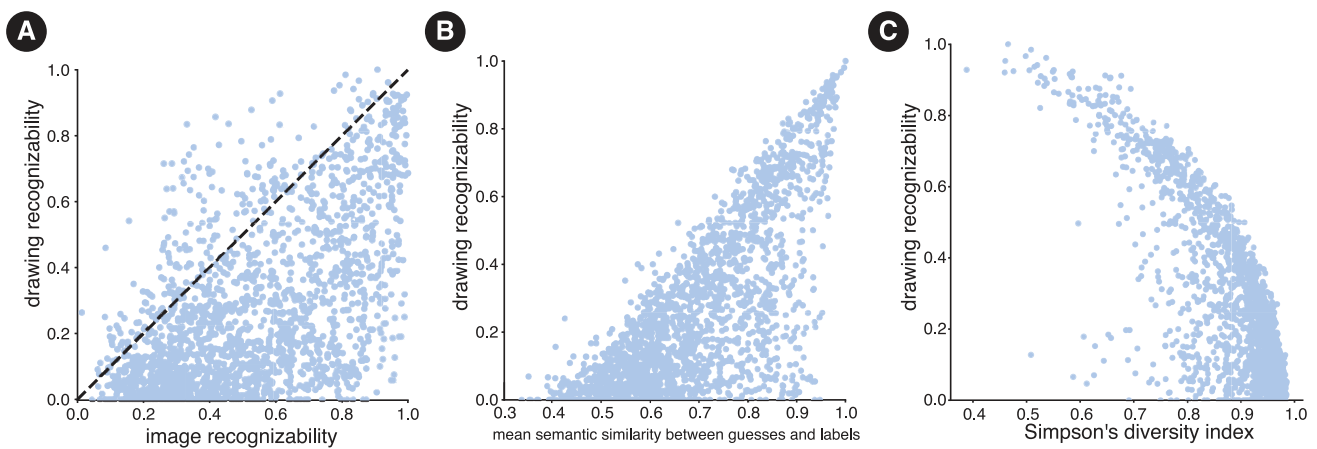 A
drawing recognizability
1.0
0.8
0.6
0.4
0.2
0.0
0.0 0.2 0.4 0.6 0.8 1.0
image recognizability
B
drawing recognizability
1.0
0.8
0.6
0.4
0.2
0.0
0.3 0.4 0.5 0.6 0.7 0.8 0.9 1.0
mean semantic similarity between guesses and labels
C
drawing recognizability
1.0
0.8
0.6
0.4
0.2
0.0
0.4 0.5 0.6 0.7 0.8 0.9 1.0
Simpson's diversity index